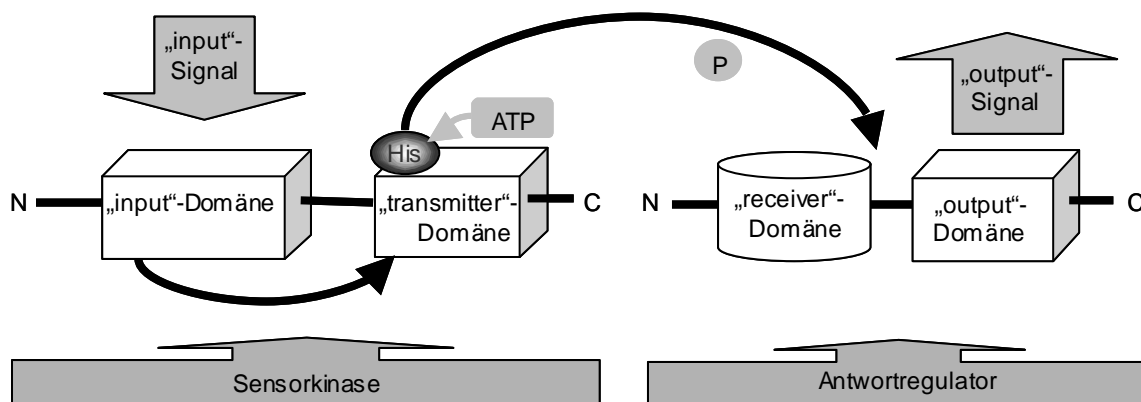 „input“-
Signal
P
„output“-
Signal
ATP
His
N
„input“-Domäne
„transmitter“-
Domäne
C
N
„receiver“-
Domäne
„output“-
Domäne
C
Sensorkinase
Antwortregulator